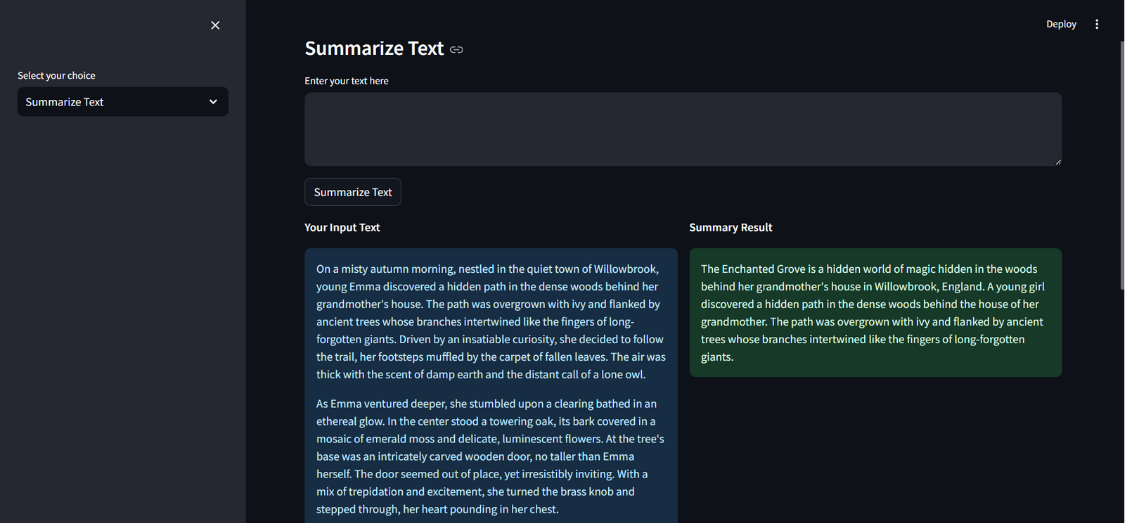 Deploy
Select your choice
Summarize Text
Summarize Text
Enter your text here
Summarize Text
Your Input Text
On a misty autumn morning, nestled in the quiet town of Willowbrook,
young Emma discovered a hidden path in the dense woods behind her
grandmother's house. The path was overgrown with ivy and flanked by
ancient trees whose branches intertwined like the fingers of long-
forgotten giants. Driven by an insatiable curiosity, she decided to follow
the trail, her footsteps muffled by the carpet of fallen leaves. The air was
thick with the scent of damp earth and the distant call of a lone owl.
As Emma ventured deeper, she stumbled upon a clearing bathed in an
ethereal glow. In the center stood a towering oak, its bark covered in a
mosaic of emerald moss and delicate, luminescent flowers. At the tree's
base was an intricately carved wooden door, no taller than Emma
herself. The door seemed out of place, yet irresistibly inviting. With a
mix of trepidation and excitement, she turned the brass knob and
stepped through, her heart pounding in her chest.
Summary Result
The Enchanted Grove is a hidden world of magic hidden in the woods
behind her grandmother's house in Willowbrook, England. A young girl
discovered a hidden path in the dense woods behind the house of her
grandmother. The path was overgrown with ivy and flanked by ancient
trees whose branches intertwined like the fingers of long-forgotten
giants.